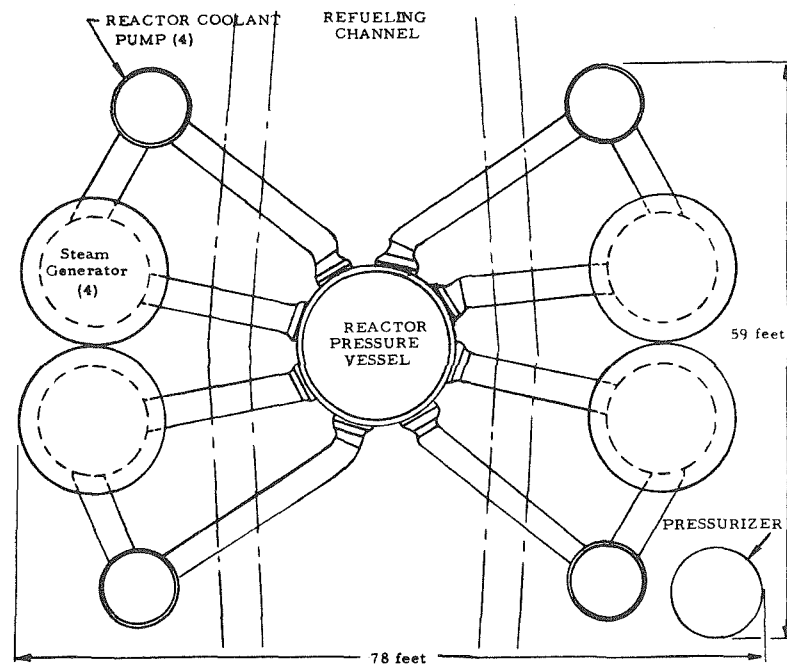 REACTOR COOLANT
PUMP (4)
REFUELING
CHANNEL
Steam
Generator
(4)
REACTOR
PRESSURE
VESSEL
59 feet
PRESSURIZER
78 feet